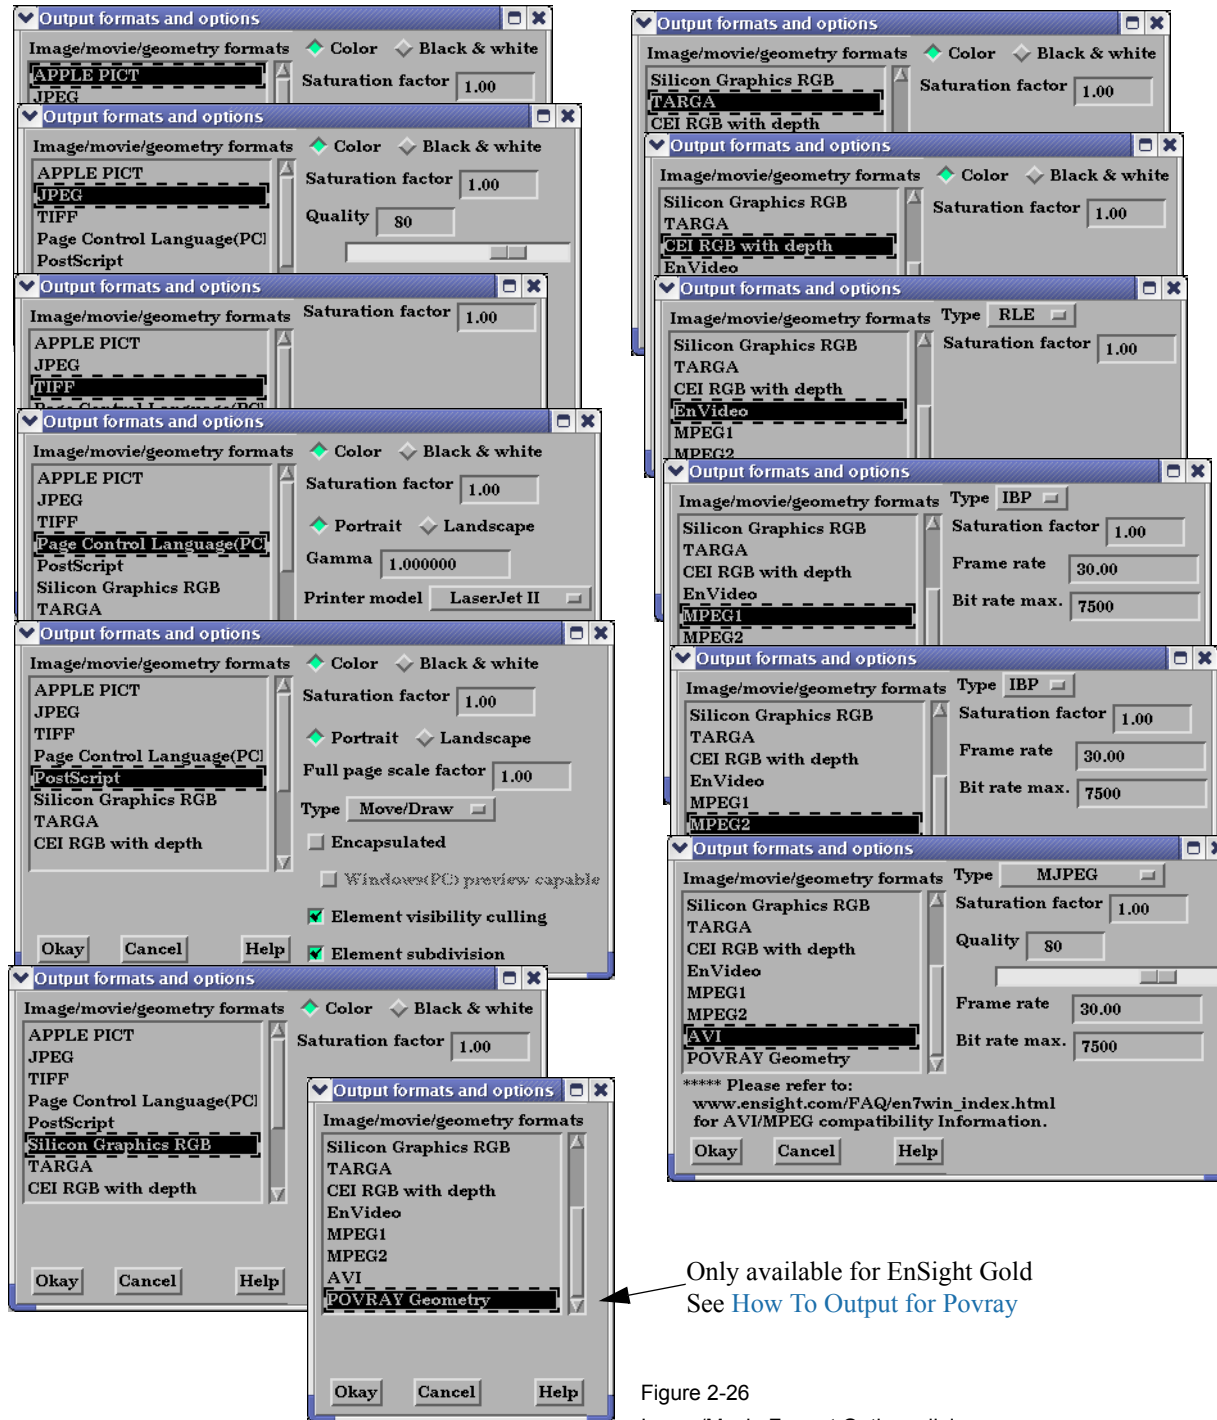 Output formats and options
Image/movie/geometry formats Color Black & white
APPLE PICT
Saturation factor 1.00
JPEG
Output formats and options
Image/movie/geometry formats Color Black & white
APPLE PICT
Saturation factor 1.00
JPEG
TIFF
Quality 80
Page Control Language(PC
PostScript
Output formats and options
Image/movie/geometry formats Saturation factor 1.00
APPLE PICT
JPEG
TIFF
Page Control Language(PC
Output formats and options
Image/movie/geometry formats Color Black & white
APPLE PICT
Saturation factor 1.00
JPEG
TIFF
Portrait Landscape
Page Control Language(PC
Gamma 1.000000
PostScript
Silicon Graphics RGB
Printer model LaserJet II
TARGA
Output formats and options
Image/movie/geometry formats Color Black & white
APPLE PICT
Saturation factor 1.00
JPEG
TIFF
Portrait Landscape
Page Control Language(PC
PostScript
Full page scale factor 1.00
Silicon Graphics RGB
Type Move/Draw
TARGA
CEI RGB with depth
Encapsulated
Windows(PC) preview capable
Element visibility culling
Element subdivision
Okay Cancel Help
Output formats and options
Image/movie/geometry formats Color Black & white
APPLE PICT
Saturation factor 1.00
JPEG
TIFF
Page Control Language(PC
PostScript
Silicon Graphics RGB
TARGA
CEI RGB with depth
Okay Cancel Help
Output formats and options
Image/movie/geometry formats
Silicon Graphics RGB
TARGA
CEI RGB with depth
EnVideo
MPEG1
MPEG2
AVI
POVRAY Geometry
Okay Cancel Help
Output formats and options
Image/movie/geometry formats Color Black & white
Silicon Graphics RGB
Saturation factor 1.00
TARGA
CEI RGB with depth
Output formats and options
Image/movie/geometry formats Color Black & white
Silicon Graphics RGB
Saturation factor 1.00
TARGA
CEI RGB with depth
EnVideo
Output formats and options
Image/movie/geometry formats Type RLE
Silicon Graphics RGB
Saturation factor 1.00
TARGA
CEI RGB with depth
EnVideo
MPEG1
MPEG2
Output formats and options
Image/movie/geometry formats Type IBP
Silicon Graphics RGB
Saturation factor 1.00
TARGA
CEI RGB with depth
Frame rate 30.00
EnVideo
Bit rate max. 7500
MPEG1
MPEG2
Output formats and options
Image/movie/geometry formats Type IBP
Silicon Graphics RGB
Saturation factor 1.00
TARGA
CEI RGB with depth
Frame rate 30.00
EnVideo
Bit rate max. 7500
MPEG1
MPEG2
Output formats and options
Image/movie/geometry formats Type MJPEG
Silicon Graphics RGB
Saturation factor 1.00
TARGA
CEI RGB with depth
Quality 80
EnVideo
MPEG1
MPEG2
Frame rate 30.00
AVI
Bit rate max. 7500
POVRAY Geometry
***** Please refer to:
www.ensight.com/FAQ/en7win_index.html
for AVI/MPEG compatibility Information.
Okay Cancel Help
Only available for EnSight Gold
See How To Output for Povray
Figure 2-26